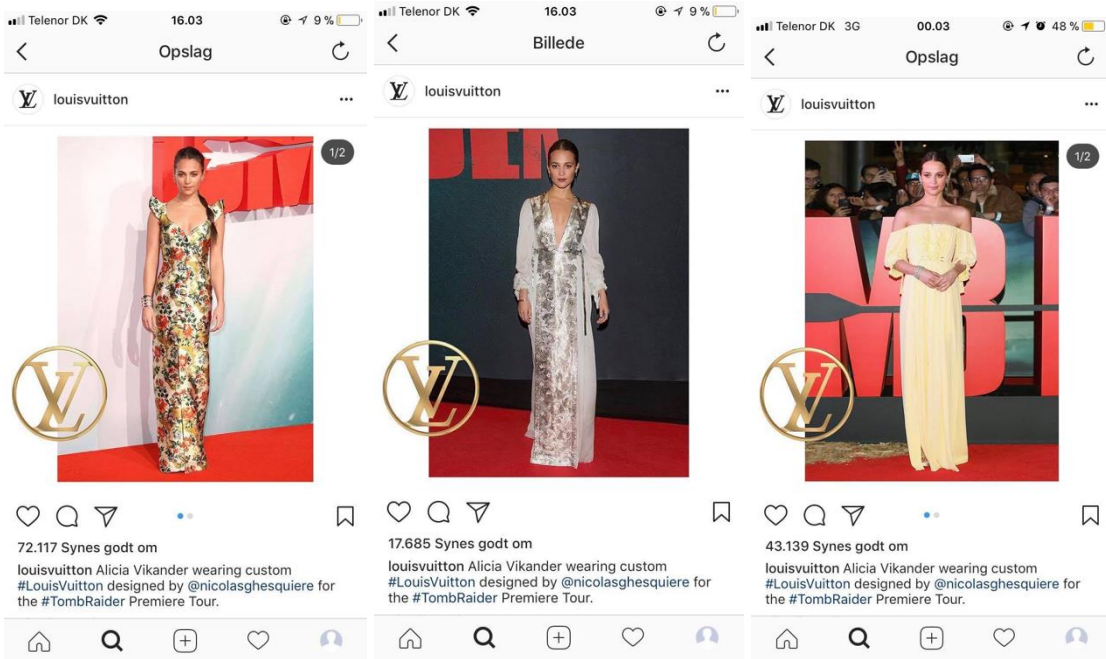 Telenor DK 16.03 9 %
Opslag
louisvuitton
1/2
LV
72.117 Synes godt om
louisvuitton Alicia Vikander wearing custom
#LouisVuitton designed by @nicolasghesquiere for
the #TombRaider Premiere Tour.
Telenor DK 16.03 9 %
Billede
louisvuitton
LV
17.685 Synes godt om
louisvuitton Alicia Vikander wearing custom
#LouisVuitton designed by @nicolasghesquiere for
the #TombRaider Premiere Tour.
Telenor DK 3G 00.03 48 %
Opslag
louisvuitton
1/2
MB
LV
43.139 Synes godt om
louisvuitton Alicia Vikander wearing custom
#LouisVuitton designed by @nicolasghesquiere for
the #TombRaider Premiere Tour.